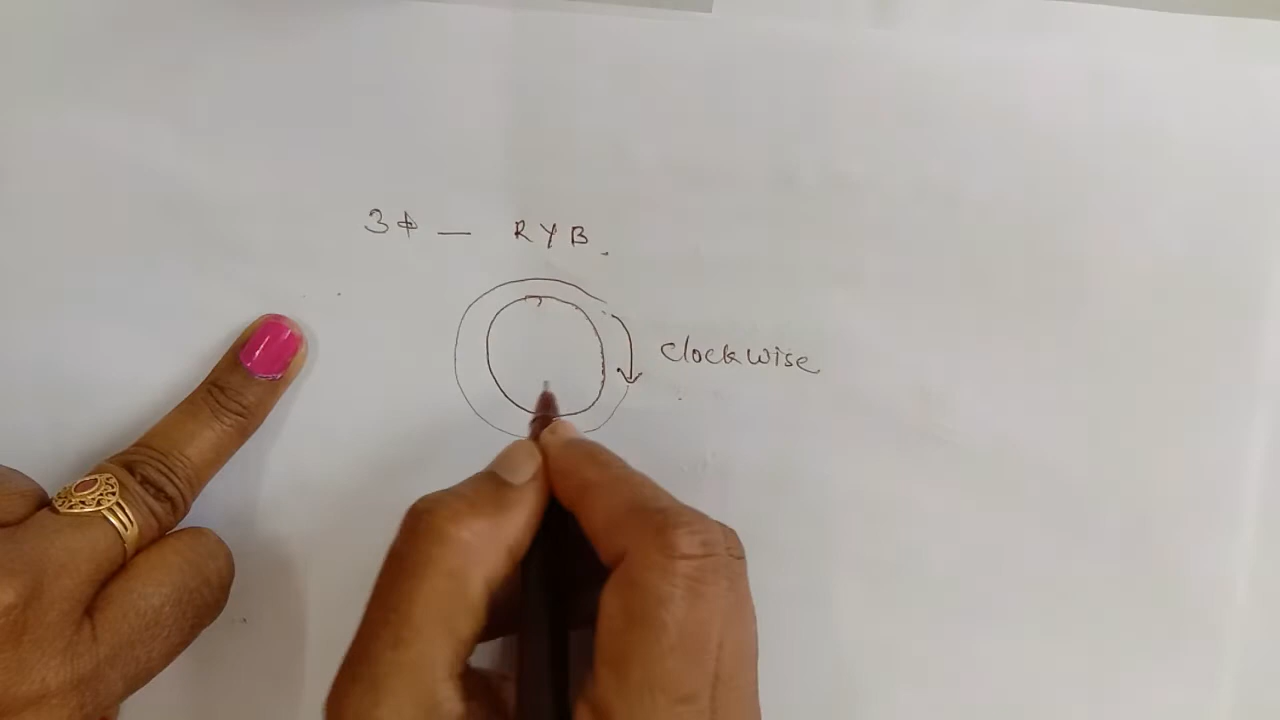 3ϕ — RYB.
clockwise